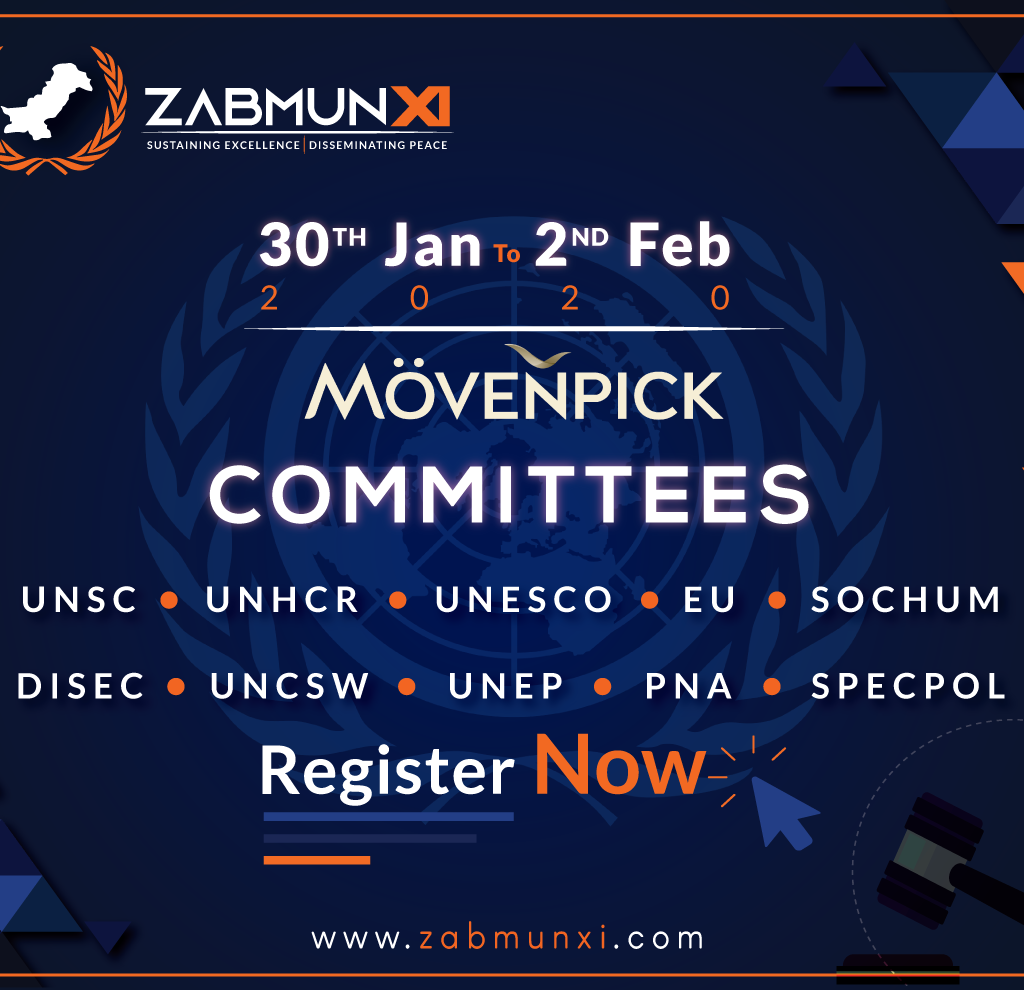 ZABMUNXI
SUSTAINING EXCELLENCE | DISSEMINATING PEACE
30TH Jan To 2ND Feb
2 0 2 0
MÖVENPICK
COMMITTEES
UNSC • UNHCR • UNESCO • EU • SOCHUM
DISEC • UNCSW • UNEP • PNA • SPECPOL
Register Now
www.zabmunxi.com